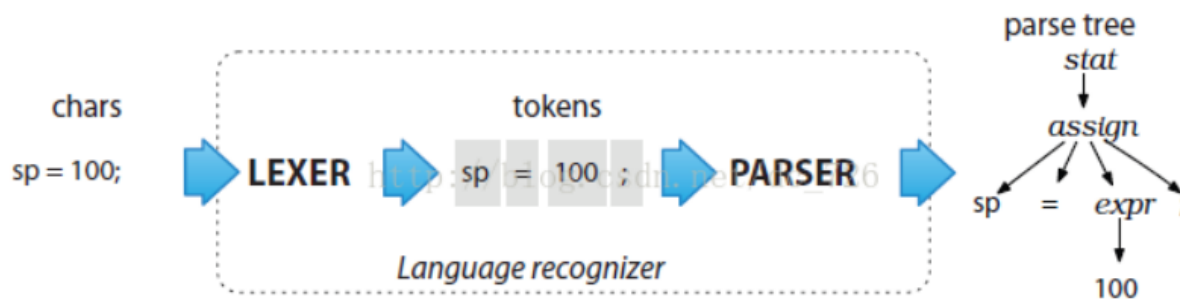 parse tree
stat
chars
tokens
assign
sp = 100;
LEXER
sp = 100 ;
PARSER
sp = expr
Language recognizer
100